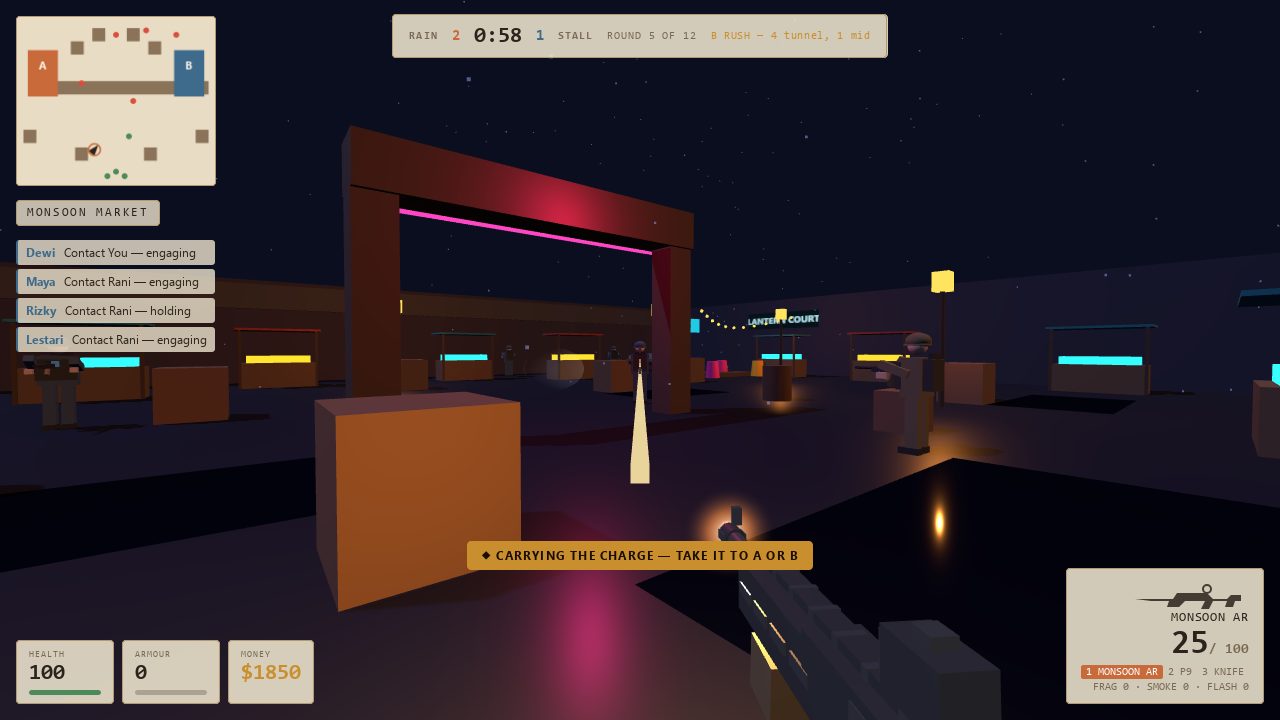 A
B
RAIN 2 0:58 1 STALL ROUND 5 OF 12 B RUSH — 4 tunnel, 1 mid
MONSOON MARKET
Dewi Contact You — engaging
Maya Contact Rani — engaging
Rizky Contact Rani — holding
Lestari Contact Rani — engaging
LANTERN COURT
◆ CARRYING THE CHARGE — TAKE IT TO A OR B
HEALTH
100
ARMOUR
0
MONEY
$1850
MONSOON AR
25 / 100
1 MONSOON AR 2 P9 3 KNIFE
FRAG 0 · SMOKE 0 · FLASH 0